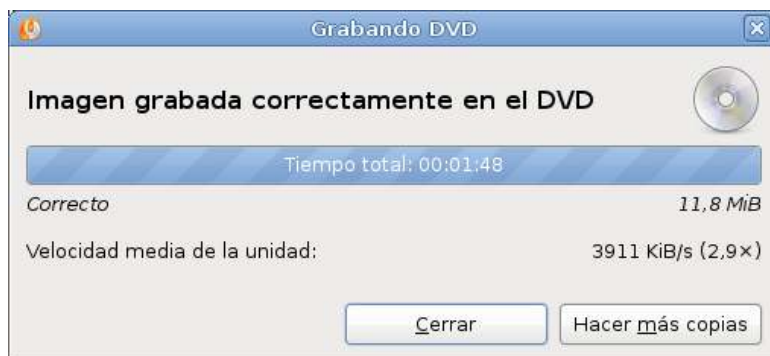 Grabando DVD
Imagen grabada correctamente en el DVD
Tiempo total: 00:01:48
Correcto 11,8 MiB
Velocidad media de la unidad: 3911 KiB/s (2,9×)
Cerrar Hacer más copias